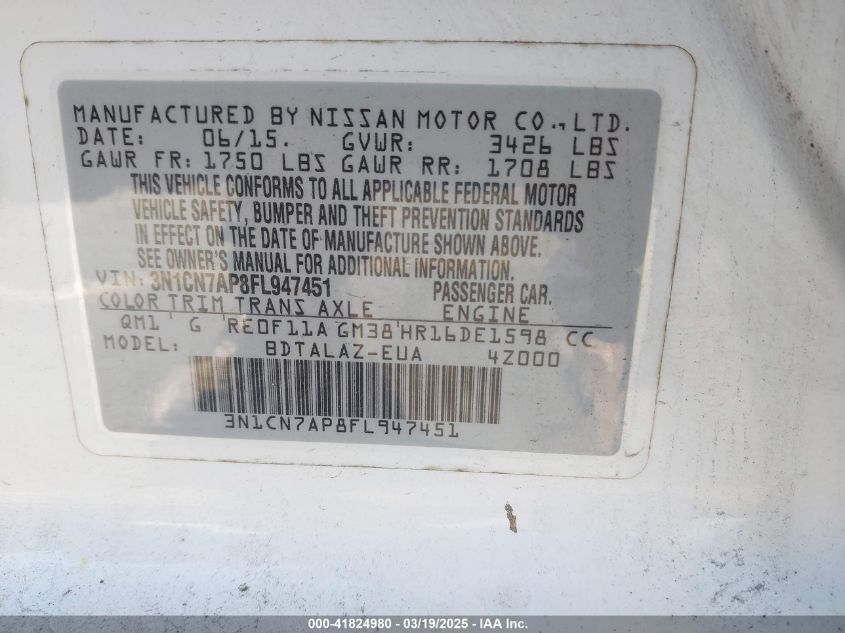 MANUFACTURED BY NISSAN MOTOR CO., LTD.
DATE: 06/15. GVWR: 3426 LBS
GAWR FR: 1750 LBS GAWR RR: 1708 LBS
THIS VEHICLE CONFORMS TO ALL APPLICABLE FEDERAL MOTOR
VEHICLE SAFETY, BUMPER AND THEFT PREVENTION STANDARDS
IN EFFECT ON THE DATE OF MANUFACTURE SHOWN ABOVE.
SEE OWNER'S MANUAL FOR ADDITIONAL INFORMATION.
VIN: 3N1CN7AP8FL947451 PASSENGER CAR.
COLOR TRIM TRANS AXLE ENGINE
QM1 ' G ' RE0F11A GM38 'HR16DE1598 CC
MODEL: BDTALAZ-EUA 4Z000
3N1CN7AP8FL947451
000-41824980 - 03/19/2025 - IAA Inc.